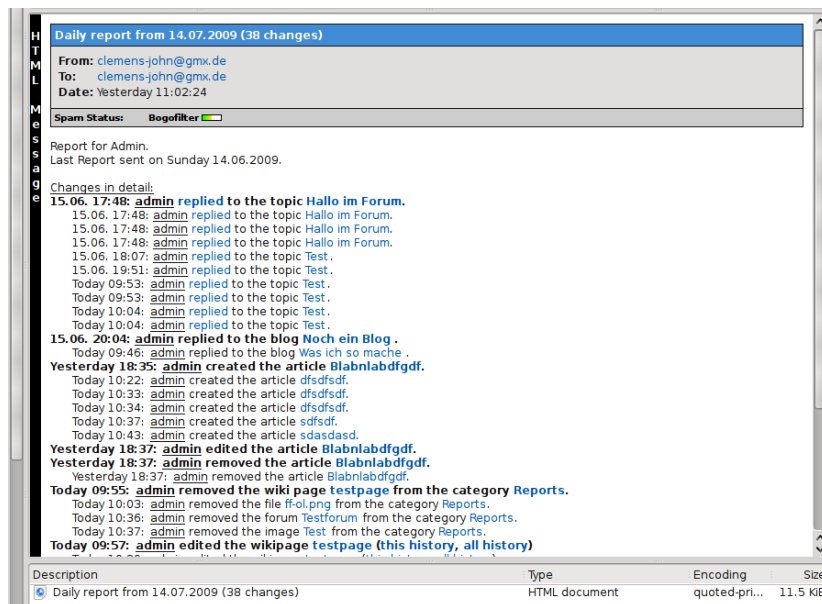 HTML Message
Daily report from 14.07.2009 (38 changes)
From: clemens-john@gmx.de
To: clemens-john@gmx.de
Date: Yesterday 11:02:24
Spam Status: Bogofilter
Report for Admin.
Last Report sent on Sunday 14.06.2009.
Changes in detail:
15.06. 17:48: admin replied to the topic Hallo im Forum.
15.06. 17:48: admin replied to the topic Hallo im Forum.
15.06. 17:48: admin replied to the topic Hallo im Forum.
15.06. 17:48: admin replied to the topic Hallo im Forum.
15.06. 18:07: admin replied to the topic Test.
15.06. 19:51: admin replied to the topic Test.
Today 09:53: admin replied to the topic Test.
Today 09:53: admin replied to the topic Test.
Today 10:04: admin replied to the topic Test.
Today 10:04: admin replied to the topic Test.
15.06. 20:04: admin replied to the blog Noch ein Blog .
Today 09:46: admin replied to the blog Was ich so mache .
Yesterday 18:35: admin created the article Blabnlabdfgdf.
Today 10:22: admin created the article dfsdfsdf.
Today 10:33: admin created the article dfsdfsdf.
Today 10:34: admin created the article dfsdfsdf.
Today 10:37: admin created the article sdfsdf.
Today 10:43: admin created the article sdasdasd.
Yesterday 18:37: admin edited the article Blabnlabdfgdf.
Yesterday 18:37: admin removed the article Blabnlabdfgdf.
Yesterday 18:37: admin removed the article Blabnlabdfgdf.
Today 09:55: admin removed the wiki page testpage from the category Reports.
Today 10:03: admin removed the file ff-ol.png from the category Reports.
Today 10:36: admin removed the forum Testforum from the category Reports.
Today 10:37: admin removed the image Test from the category Reports.
Today 09:57: admin edited the wikipage testpage (this history, all history)
Description Type Encoding Size
Daily report from 14.07.2009 (38 changes) HTML document quoted-pri... 11.5 KiB